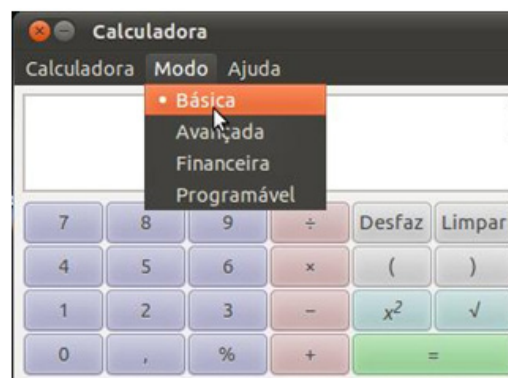 Calculadora
Calculadora Modo Ajuda
• Básica
Avançada
Financeira
Programável
7 8 9 ÷ Desfaz Limpar
4 5 6 × ( )
1 2 3 − x² √
0 , % + =